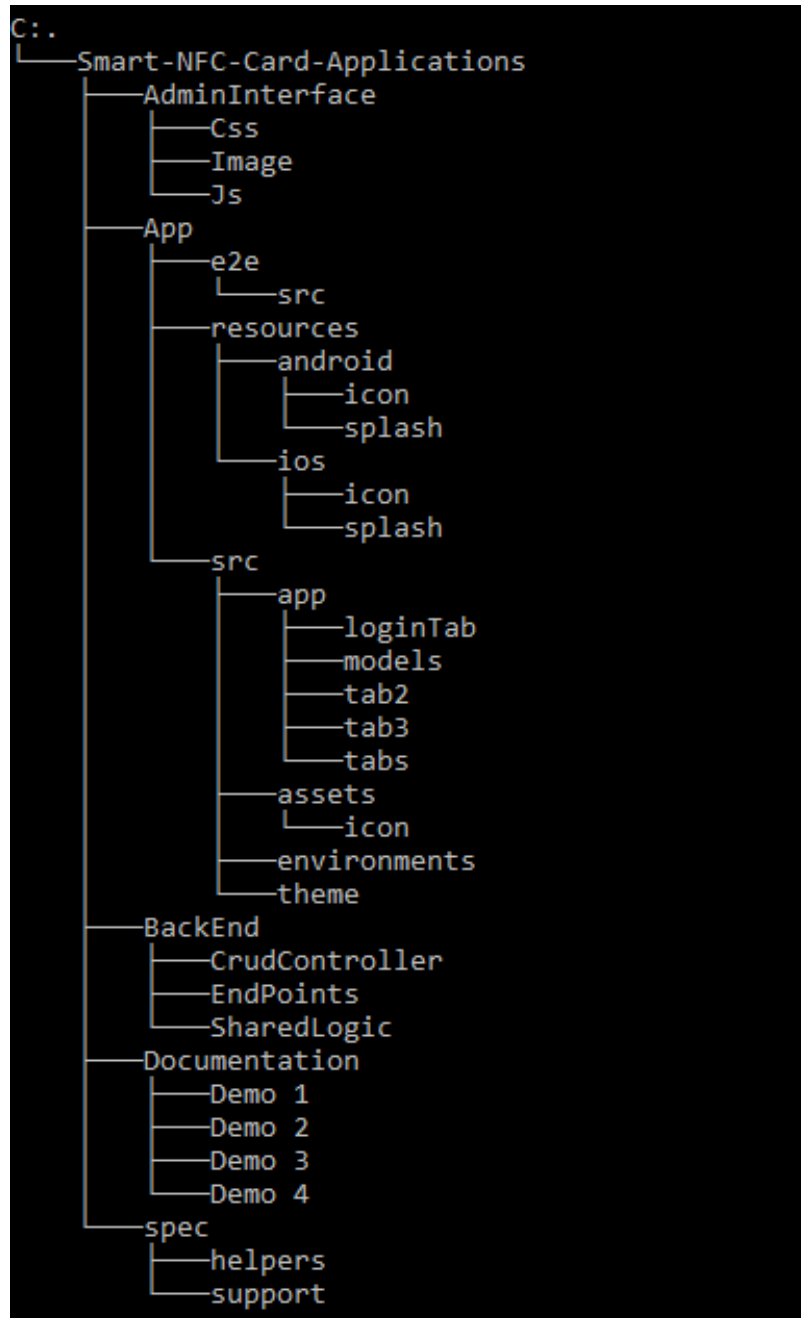 C:.
└───Smart-NFC-Card-Applications
    ├───AdminInterface
    │   ├───Css
    │   ├───Image
    │   └───Js
    ├───App
    │   ├───e2e
    │   │   └───src
    │   ├───resources
    │   │   ├───android
    │   │   │   ├───icon
    │   │   │   └───splash
    │   │   └───ios
    │   │       ├───icon
    │   │       └───splash
    │   └───src
    │       ├───app
    │       │   ├───loginTab
    │       │   ├───models
    │       │   ├───tab2
    │       │   ├───tab3
    │       │   └───tabs
    │       ├───assets
    │       │   └───icon
    │       ├───environments
    │       └───theme
    ├───BackEnd
    │   ├───CrudController
    │   ├───EndPoints
    │   └───SharedLogic
    ├───Documentation
    │   ├───Demo 1
    │   ├───Demo 2
    │   ├───Demo 3
    │   └───Demo 4
    └───spec
        ├───helpers
        └───support